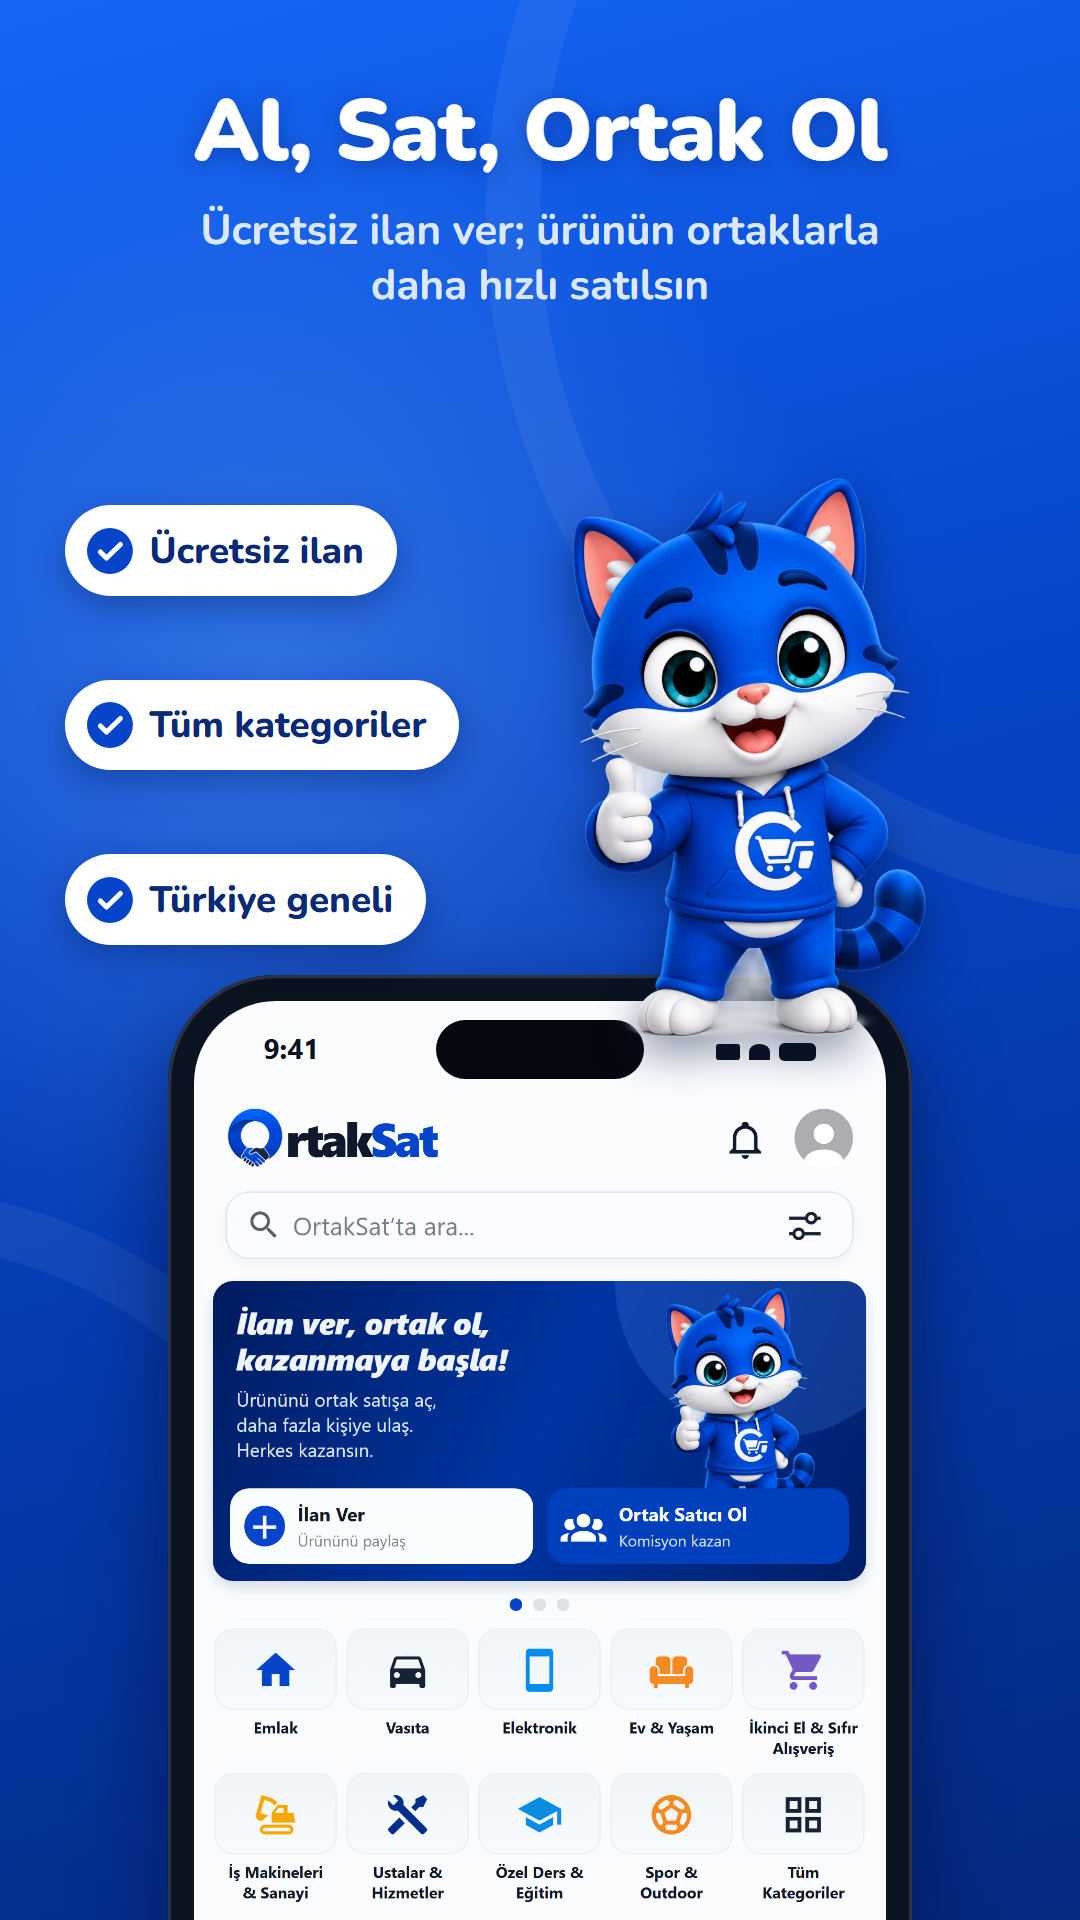 Al, Sat, Ortak Ol
Ücretsiz ilan ver; ürünün ortaklarla
daha hızlı satılsın
Ücretsiz ilan
Tüm kategoriler
Türkiye geneli
9:41
OrtakSat
OrtakSat'ta ara...
İlan ver, ortak ol,
kazanmaya başla!
Ürününü ortak satışa aç,
daha fazla kişiye ulaş.
Herkes kazansın.
İlan Ver
Ürününü paylaş
Ortak Satıcı Ol
Komisyon kazan
Emlak
Vasıta
Elektronik
Ev & Yaşam
İkinci El & Sıfır
Alışveriş
İş Makineleri
& Sanayi
Ustalar &
Hizmetler
Özel Ders &
Eğitim
Spor &
Outdoor
Tüm
Kategoriler